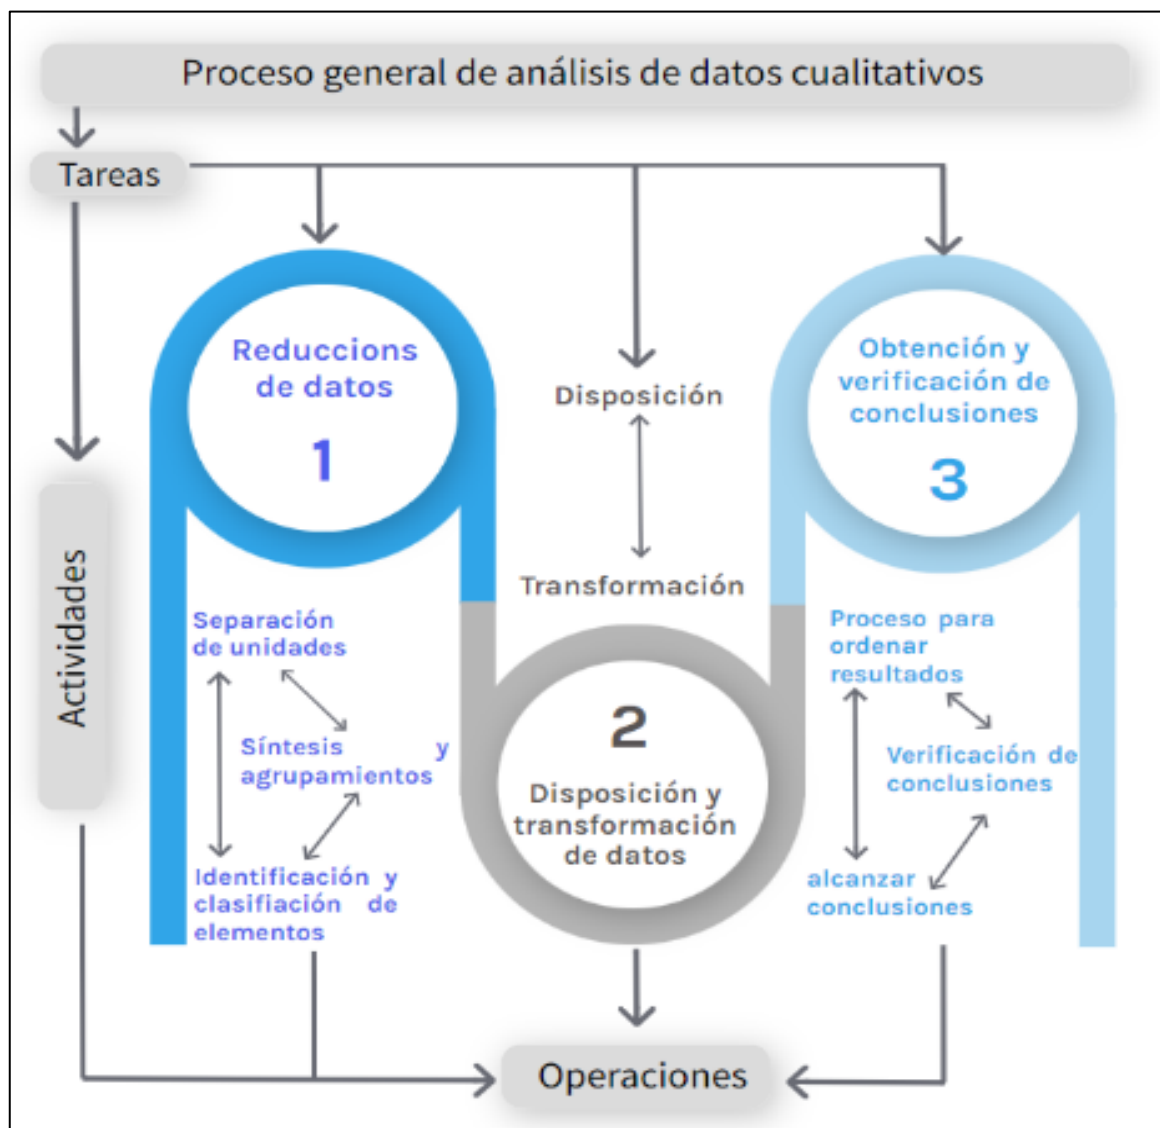 Proceso general de análisis de datos cualitativos
Tareas
Reduccions
de datos
1
Disposición
Transformación
Obtención y
verificación de
conclusiones
3
Actividades
Separación
de unidades
Síntesis y
agrupamientos
Identificación y
clasifiación de
elementos
2
Disposición y
transformación
de datos
Proceso para
ordenar
resultados
Verificación de
conclusiones
alcanzar
conclusiones
Operaciones